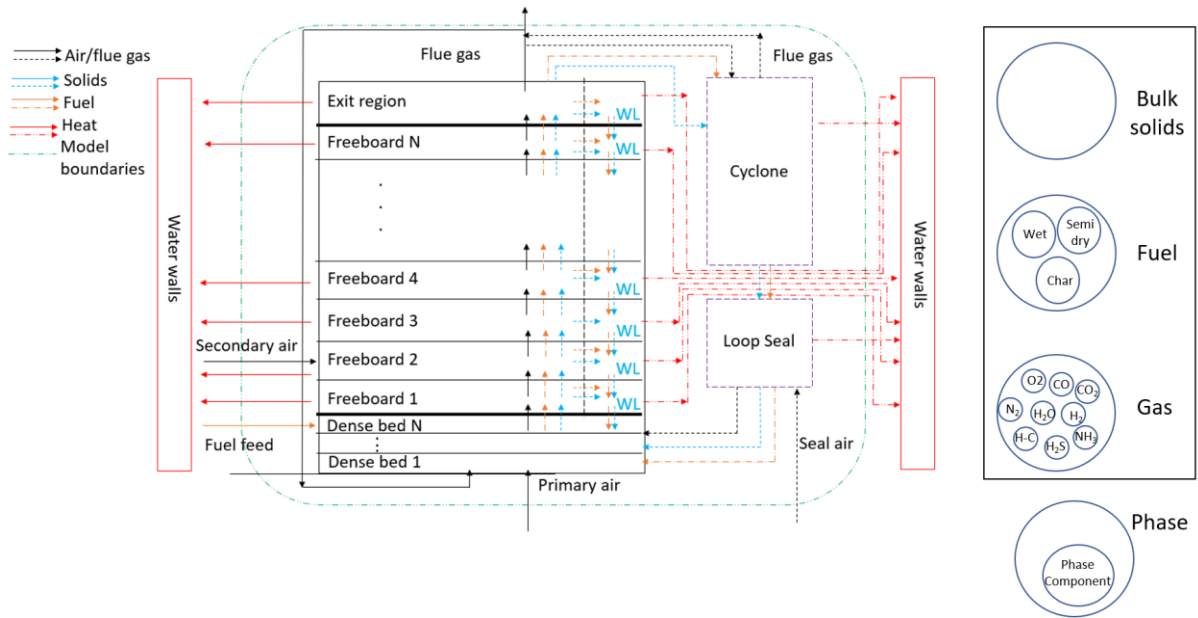 Air/flue gas
Solids
Fuel
Heat
Model
boundaries
Flue gas
Flue gas
Water walls
Exit region
WL
Freeboard N
WL
Freeboard 4
WL
Freeboard 3
WL
Secondary air
Freeboard 2
WL
Freeboard 1
WL
Dense bed N
Fuel feed
Dense bed 1
Primary air
Cyclone
Loop Seal
Seal air
Water walls
Bulk
solids
Wet
Semi
dry
Char
Fuel
O2
CO
CO₂
N₂
H₂O
H₂
H-C
H₂S
NH₃
Gas
Phase
Phase
Component